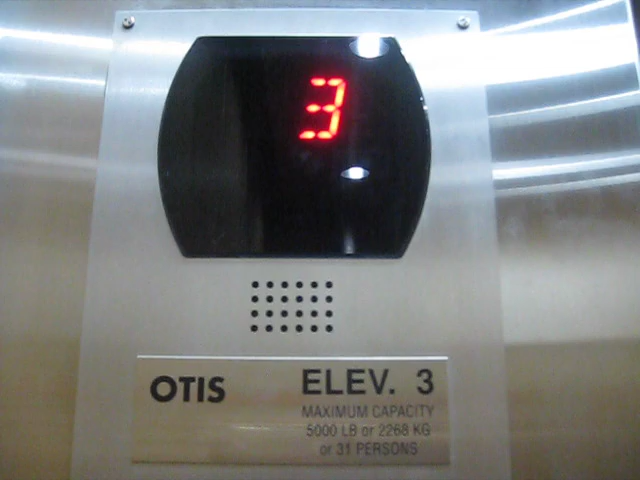 3
OTIS ELEV. 3
MAXIMUM CAPACITY
5000 LB or 2268 KG
or 31 PERSONS